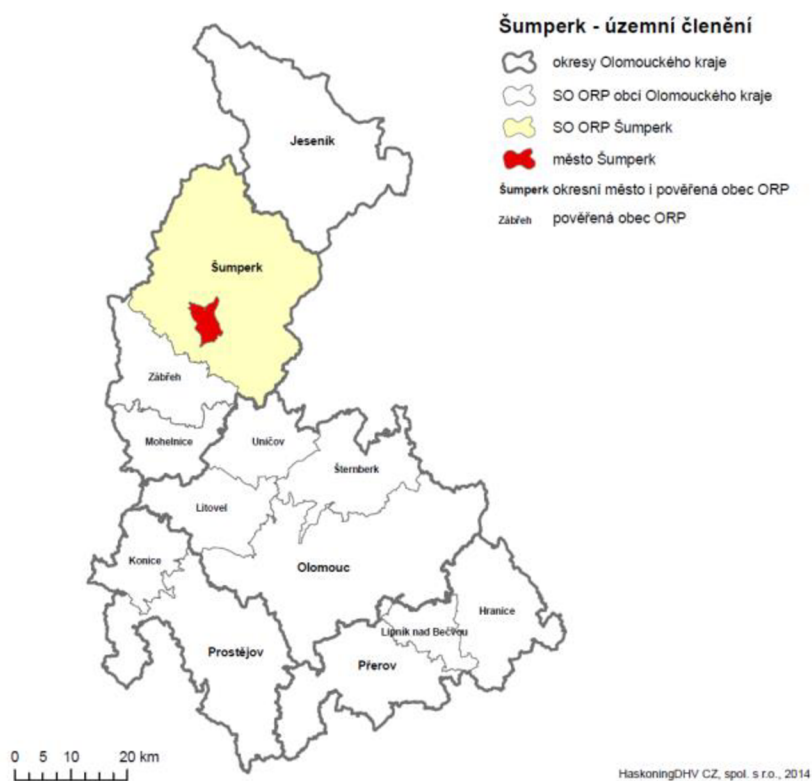 Šumperk - územní členění
okresy Olomouckého kraje
SO ORP obcí Olomouckého kraje
SO ORP Šumperk
město Šumperk
Šumperk okresní město i pověřená obec ORP
Zábřeh pověřená obec ORP
Jeseník
Šumperk
Zábřeh
Mohelnice
Uničov
Šternberk
Litovel
Konice
Olomouc
Hranice
Lipník nad Bečvou
Prostějov
Přerov
0 5 10 20 km
HaskoningDHV CZ, spol. s r.o., 2014